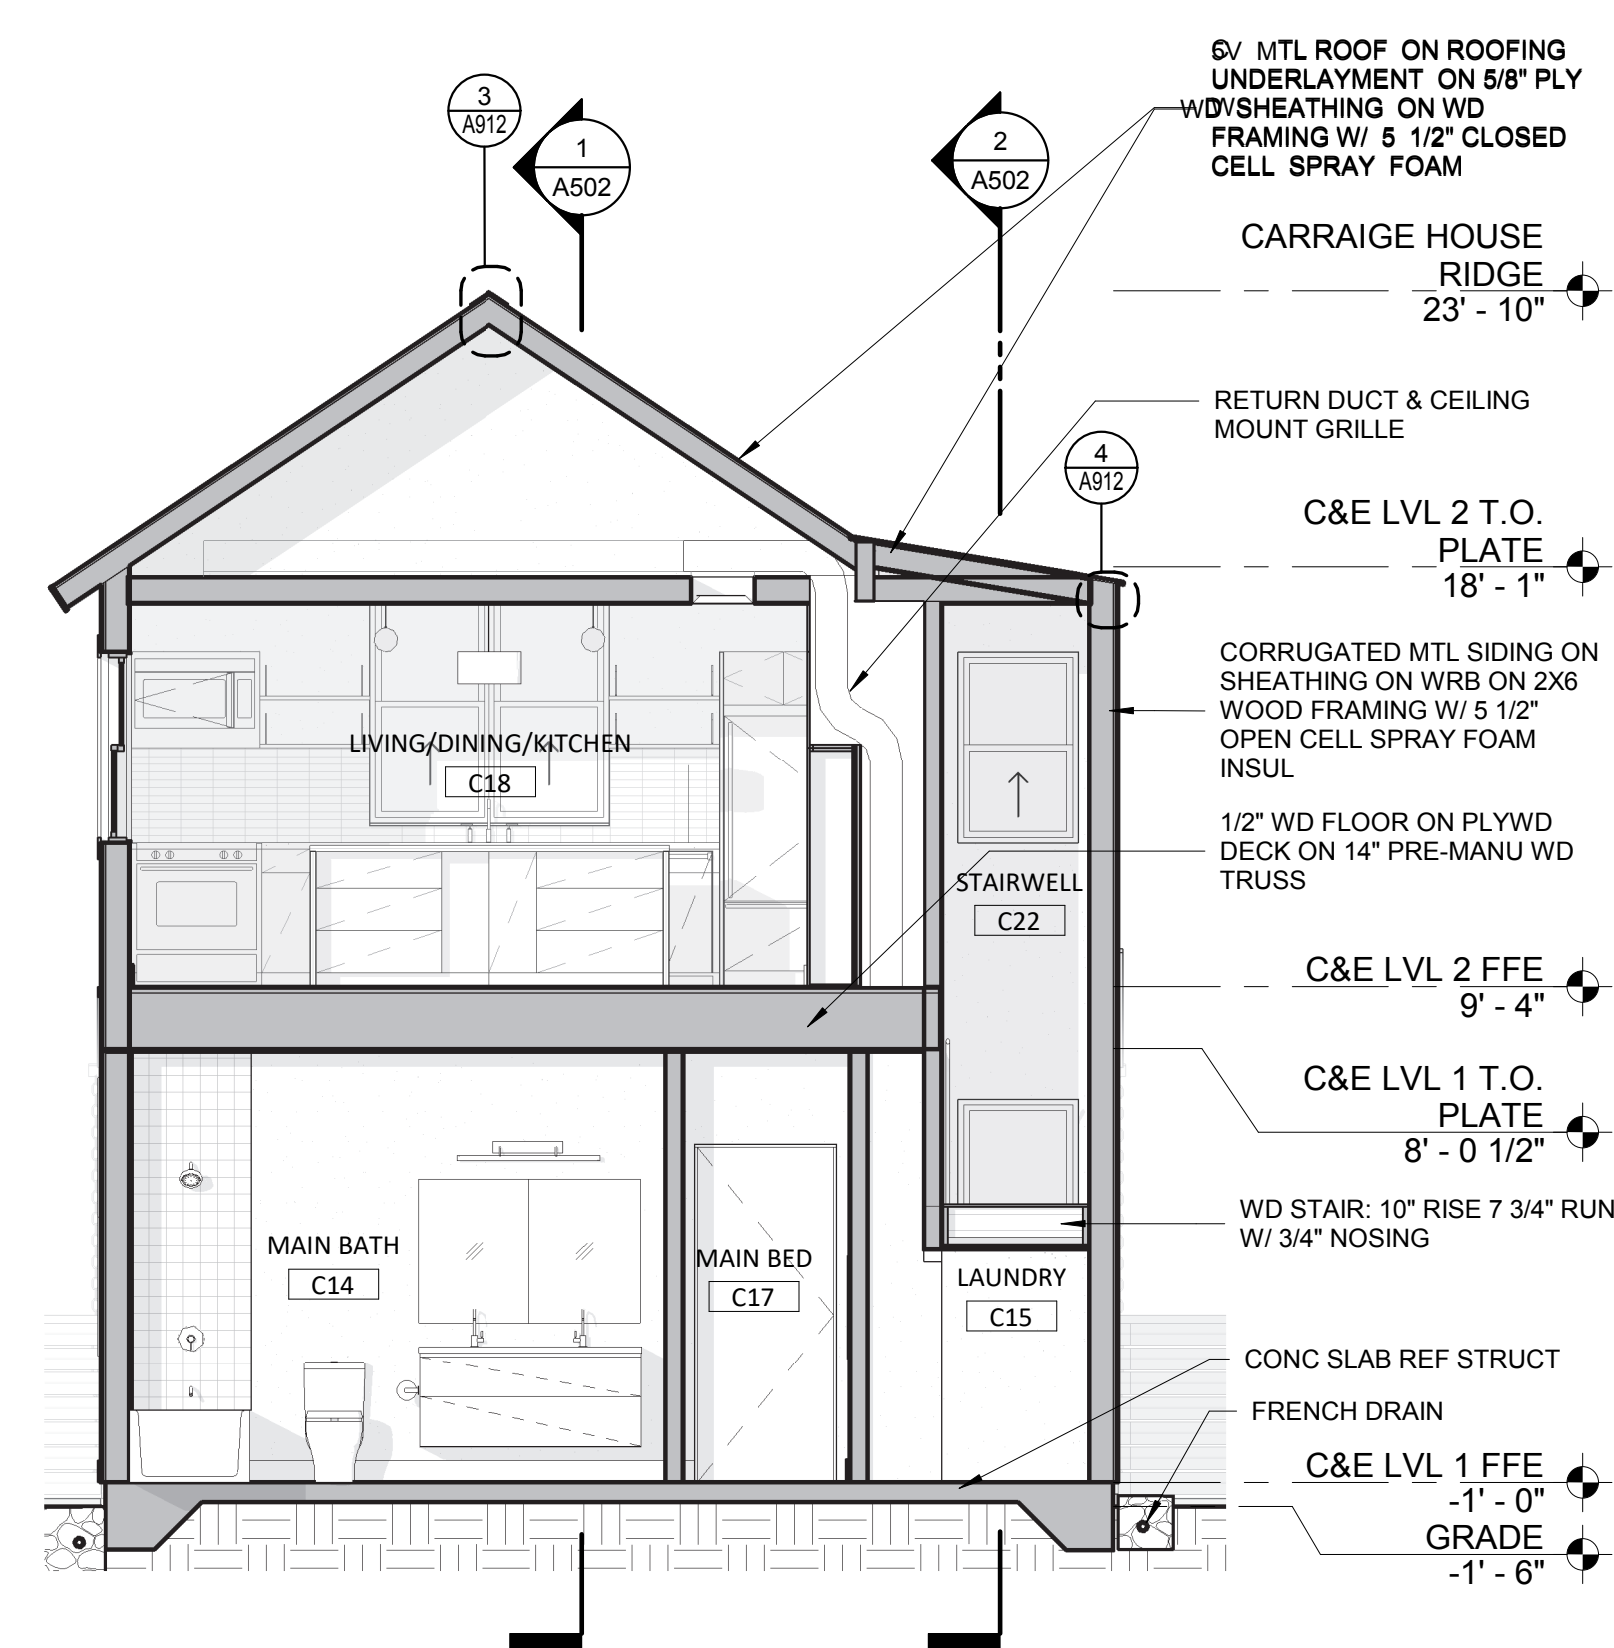 3
A912
1
A502
2
A502
MTL ROOF ON ROOFING
UNDERLAYMENT ON 5/8" PLY
WD SHEATHING ON WD
FRAMING W/ 5 1/2" CLOSED
CELL SPRAY FOAM
CARRAIGE HOUSE
RIDGE
23' - 10"
RETURN DUCT & CEILING
MOUNT GRILLE
4
A912
C&E LVL 2 T.O.
PLATE
18' - 1"
CORRUGATED MTL SIDING ON
SHEATHING ON WRB ON 2X6
WOOD FRAMING W/ 5 1/2"
OPEN CELL SPRAY FOAM
INSUL
LIVING/DINING/KITCHEN
C18
1/2" WD FLOOR ON PLYWD
DECK ON 14" PRE-MANU WD
TRUSS
STAIRWELL
C22
C&E LVL 2 FFE
9' - 4"
C&E LVL 1 T.O.
PLATE
8' - 0 1/2"
WD STAIR: 10" RISE 7 3/4" RUN
W/ 3/4" NOSING
MAIN BATH
C14
MAIN BED
C17
LAUNDRY
C15
CONC SLAB REF STRUCT
FRENCH DRAIN
C&E LVL 1 FFE
-1' - 0"
GRADE
-1' - 6"